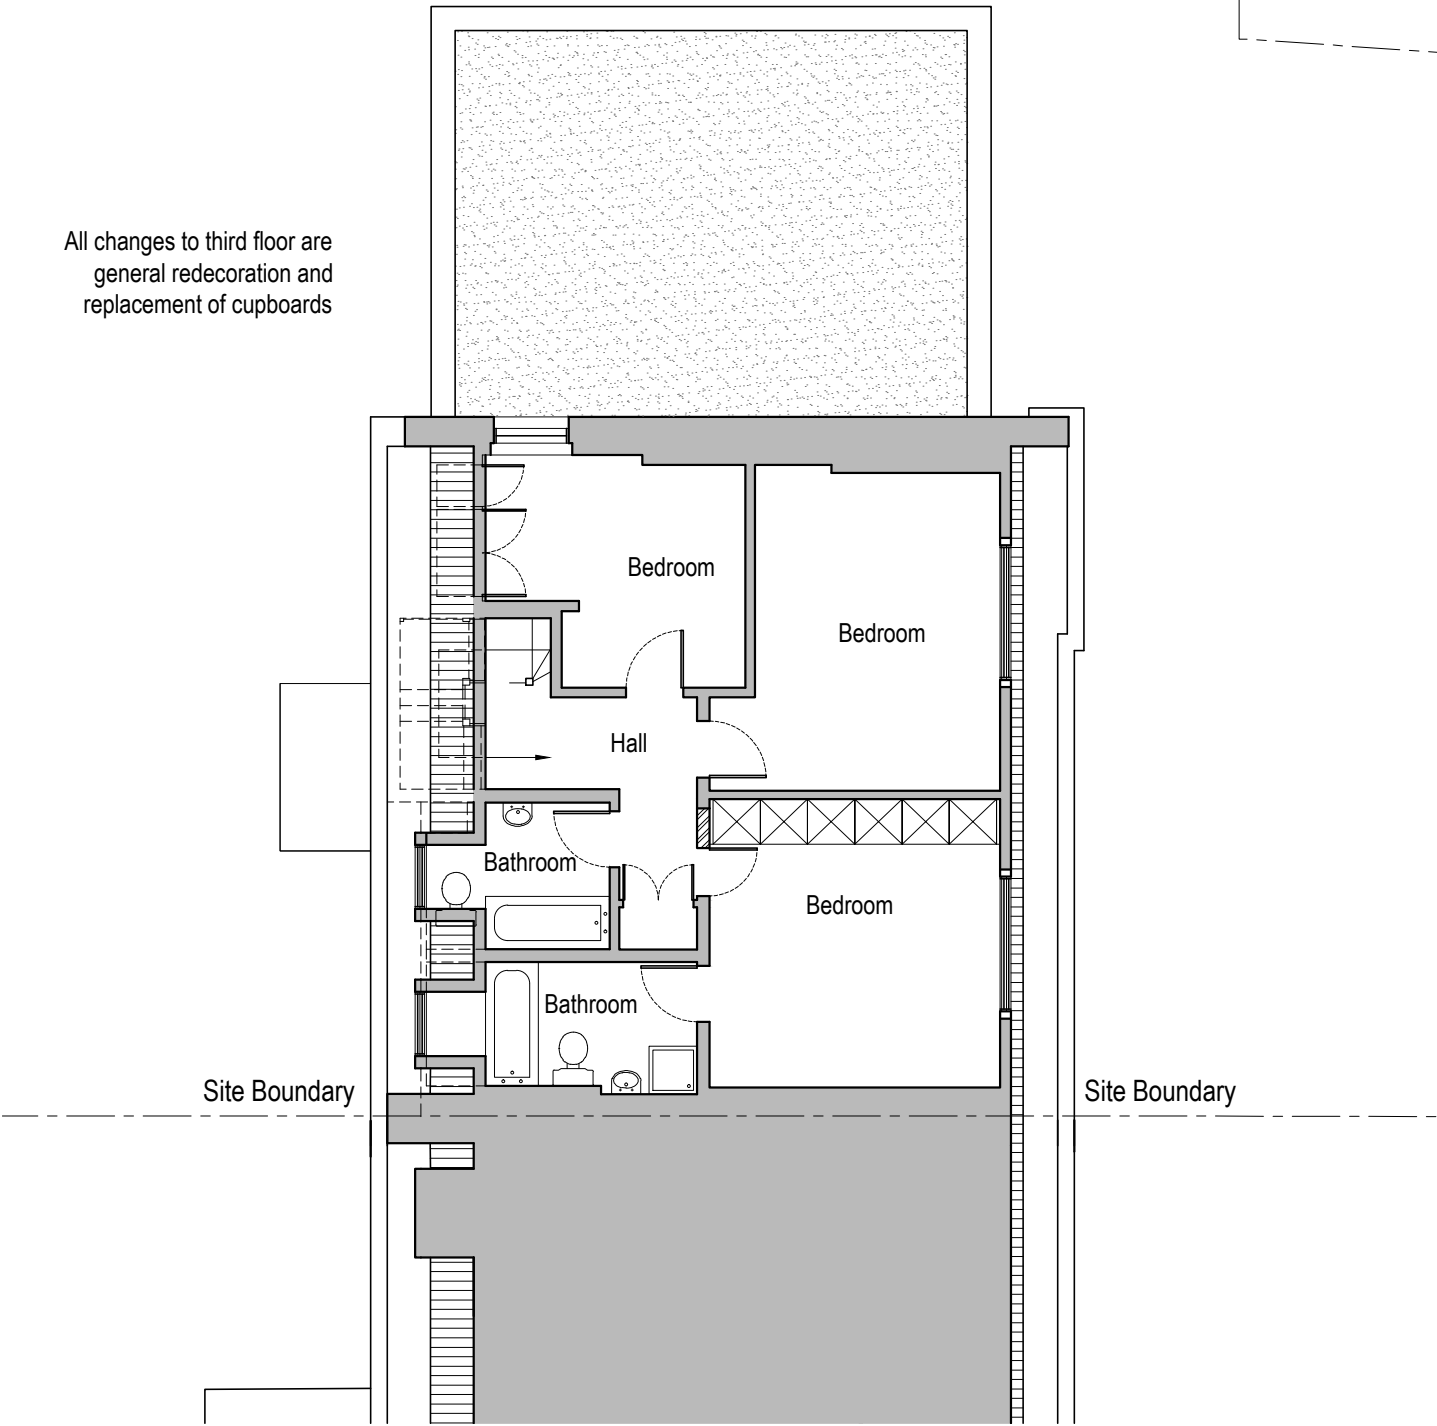 All changes to third floor are
general redecoration and
replacement of cupboards
Bedroom
Bedroom
Hall
Bathroom
Bedroom
Bathroom
Site Boundary
Site Boundary